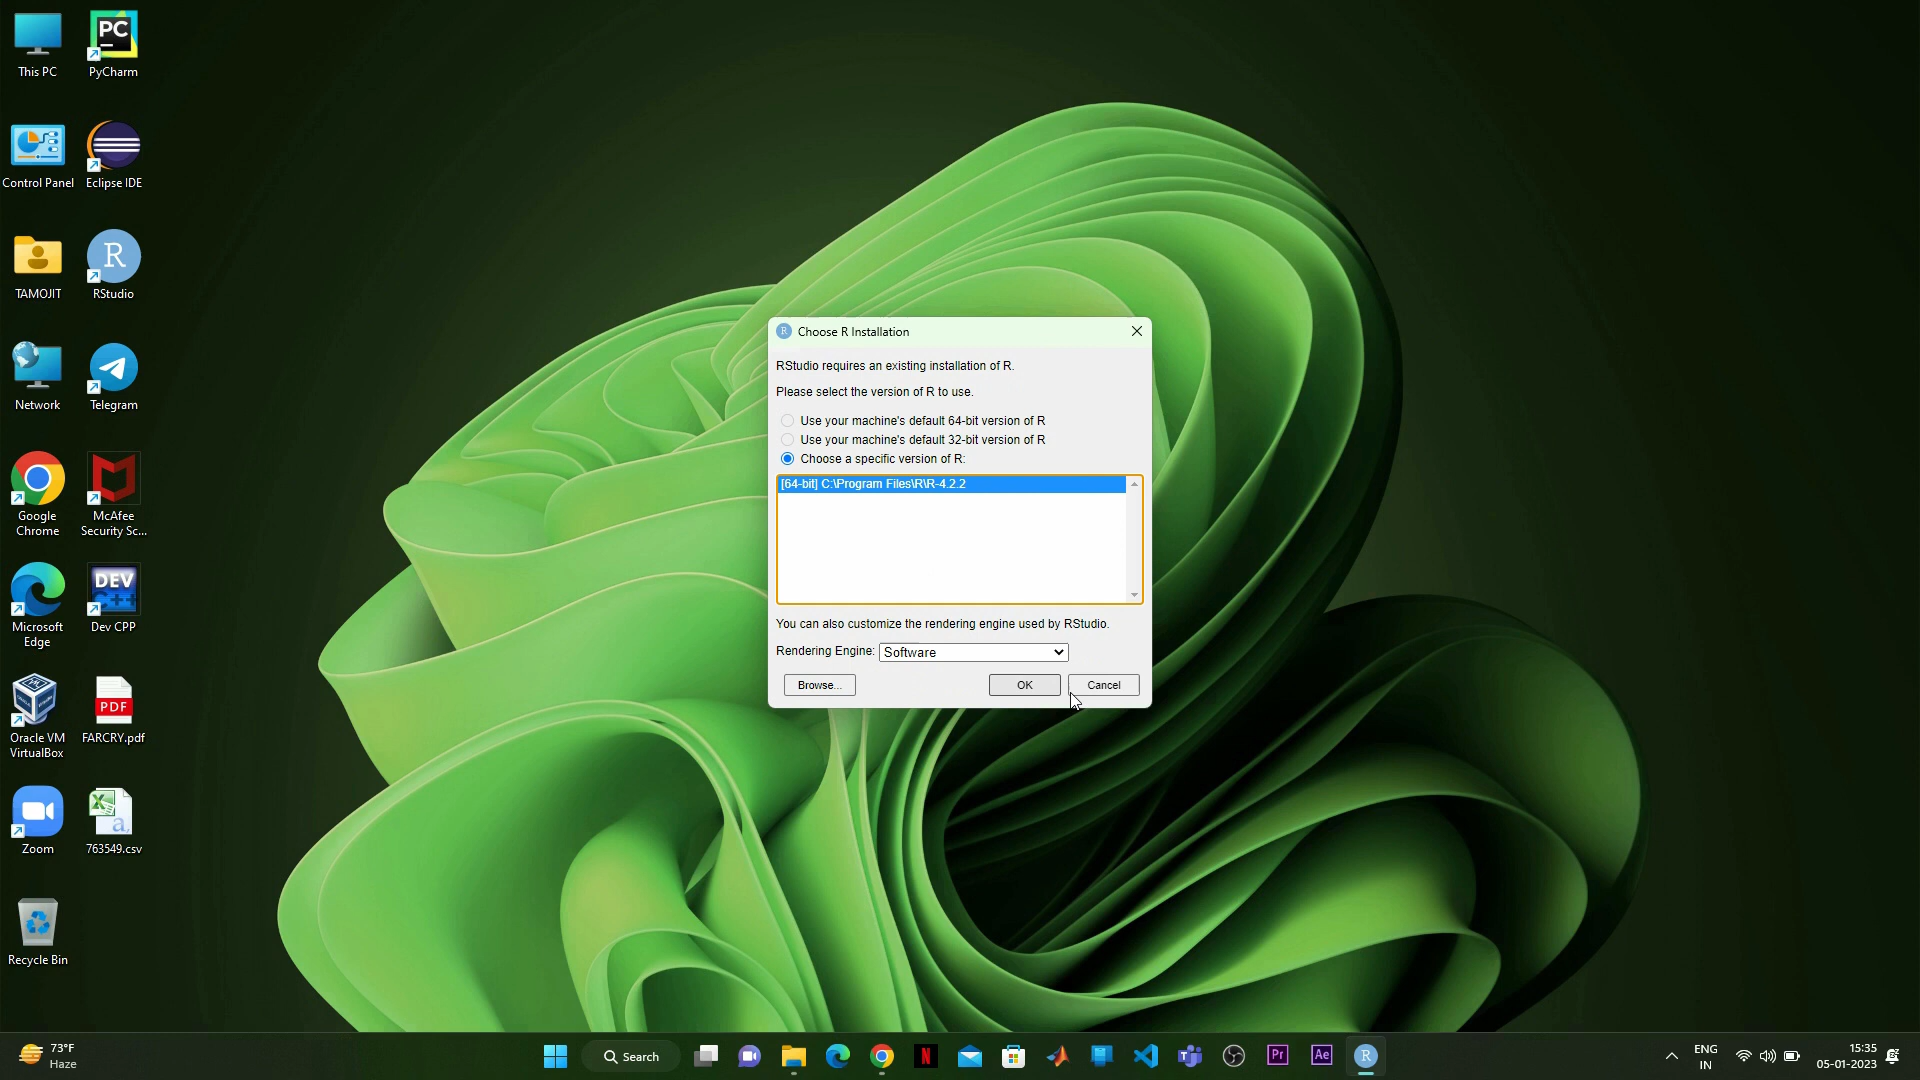 This PC
PC
PyCharm
Control Panel
Eclipse IDE
TAMOJIT
R
RStudio
Network
Telegram
Google
Chrome
McAfee
Security Sc...
Microsoft
Edge
DEV
C++
Dev CPP
Oracle VM
VirtualBox
PDF
FARCRY.pdf
Zoom
a,
763549.csv
Recycle Bin
R
Choose R Installation
RStudio requires an existing installation of R.
Please select the version of R to use.
Use your machine's default 64-bit version of R
Use your machine's default 32-bit version of R
Choose a specific version of R:
[64-bit] C:\Program Files\R\R-4.2.2
You can also customize the rendering engine used by RStudio.
Rendering Engine: Software
Browse...
OK
Cancel
73°F
Haze
Search
N
Pr
Ae
R
ENG
IN
15:35
05-01-2023